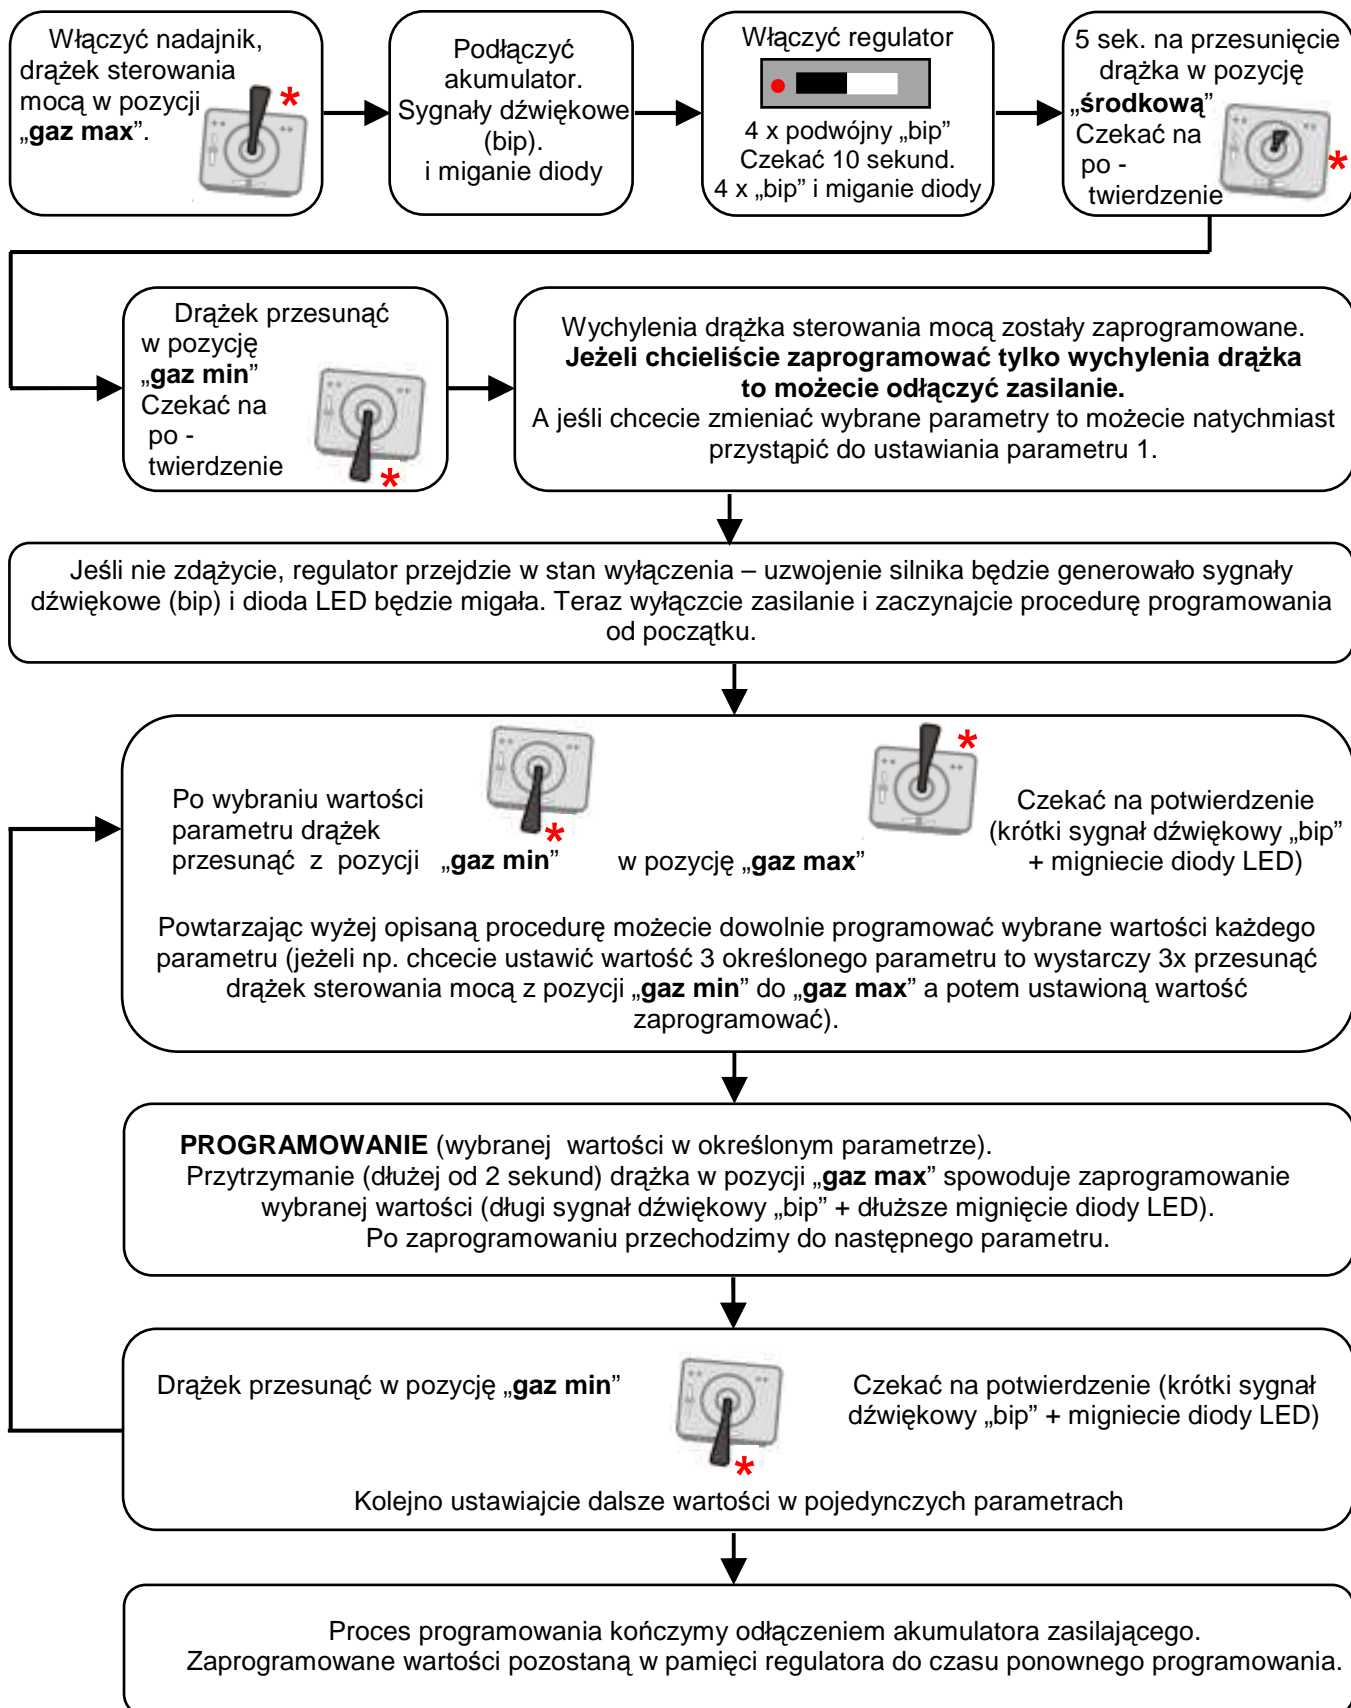 Włączyć nadajnik,
drążek sterowania
mocą w pozycji
„gaz max”.
Podłączyć
akumulator.
Sygnały dźwiękowe
(bip).
i miganie diody
Włączyć regulator
4 x podwójny „bip”
Czekać 10 sekund.
4 x „bip” i miganie diody
5 sek. na przesunięcie
drążka w pozycję
„środkową”
Czekać na
po -
twierdzenie
Drążek przesunąć
w pozycję
„gaz min”
Czekać na
po -
twierdzenie
Wychylenia drążka sterowania mocą zostały zaprogramowane.
Jeżeli chcieliście zaprogramować tylko wychylenia drążka
to możecie odłączyć zasilanie.
A jeśli chcecie zmieniać wybrane parametry to możecie natychmiast
przystąpić do ustawiania parametru 1.
Jeśli nie zdążycie, regulator przejdzie w stan wyłączenia – uzwojenie silnika będzie generowało sygnały
dźwiękowe (bip) i dioda LED będzie migała. Teraz wyłączcie zasilanie i zaczynajcie procedurę programowania
od początku.
Po wybraniu wartości
parametru drążek
przesunąć z pozycji „gaz min”
w pozycję „gaz max”
Czekać na potwierdzenie
(krótki sygnał dźwiękowy „bip”
+ migniecie diody LED)
Powtarzając wyżej opisaną procedurę możecie dowolnie programować wybrane wartości każdego
parametru (jeżeli np. chcecie ustawić wartość 3 określonego parametru to wystarczy 3x przesunąć
drążek sterowania mocą z pozycji „gaz min” do „gaz max” a potem ustawioną wartość
zaprogramować).
PROGRAMOWANIE (wybranej wartości w określonym parametrze).
Przytrzymanie (dłużej od 2 sekund) drążka w pozycji „gaz max” spowoduje zaprogramowanie
wybranej wartości (długi sygnał dźwiękowy „bip” + dłuższe mignięcie diody LED).
Po zaprogramowaniu przechodzimy do następnego parametru.
Drążek przesunąć w pozycję „gaz min”
Czekać na potwierdzenie (krótki sygnał
dźwiękowy „bip” + migniecie diody LED)
Kolejno ustawiajcie dalsze wartości w pojedynczych parametrach
Proces programowania kończymy odłączeniem akumulatora zasilającego.
Zaprogramowane wartości pozostaną w pamięci regulatora do czasu ponownego programowania.